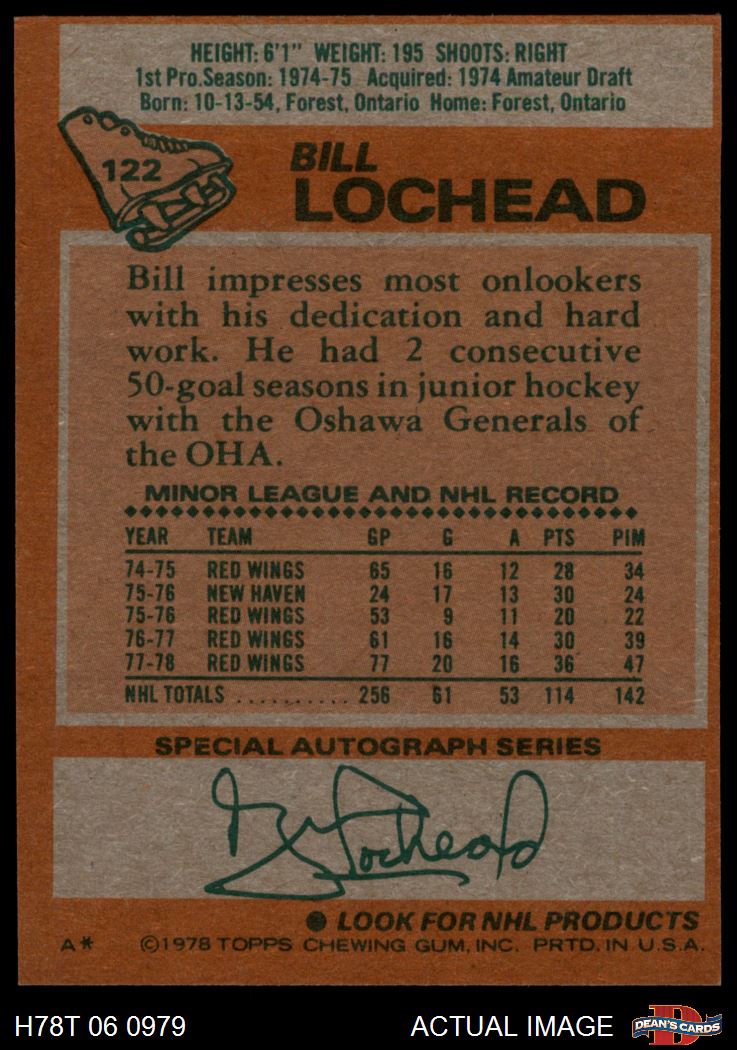 HEIGHT: 6'1" WEIGHT: 195 SHOOTS: RIGHT
1st Pro.Season: 1974-75 Acquired: 1974 Amateur Draft
Born: 10-13-54, Forest, Ontario Home: Forest, Ontario
122
BILL
LOCHEAD
Bill impresses most onlookers
with his dedication and hard
work. He had 2 consecutive
50-goal seasons in junior hockey
with the Oshawa Generals of
the OHA.
MINOR LEAGUE AND NHL RECORD
YEAR TEAM GP G A PTS PIM
74-75 RED WINGS 65 16 12 28 34
75-76 NEW HAVEN 24 17 13 30 24
75-76 RED WINGS 53 9 11 20 22
76-77 RED WINGS 61 16 14 30 39
77-78 RED WINGS 77 20 16 36 47
NHL TOTALS .......... 256 61 53 114 142
SPECIAL AUTOGRAPH SERIES
Bill Lochead
● LOOK FOR NHL PRODUCTS
A* ©1978 TOPPS CHEWING GUM, INC. PRTD. IN U.S.A.
H78T 06 0979 ACTUAL IMAGE D DEAN'S CARDS